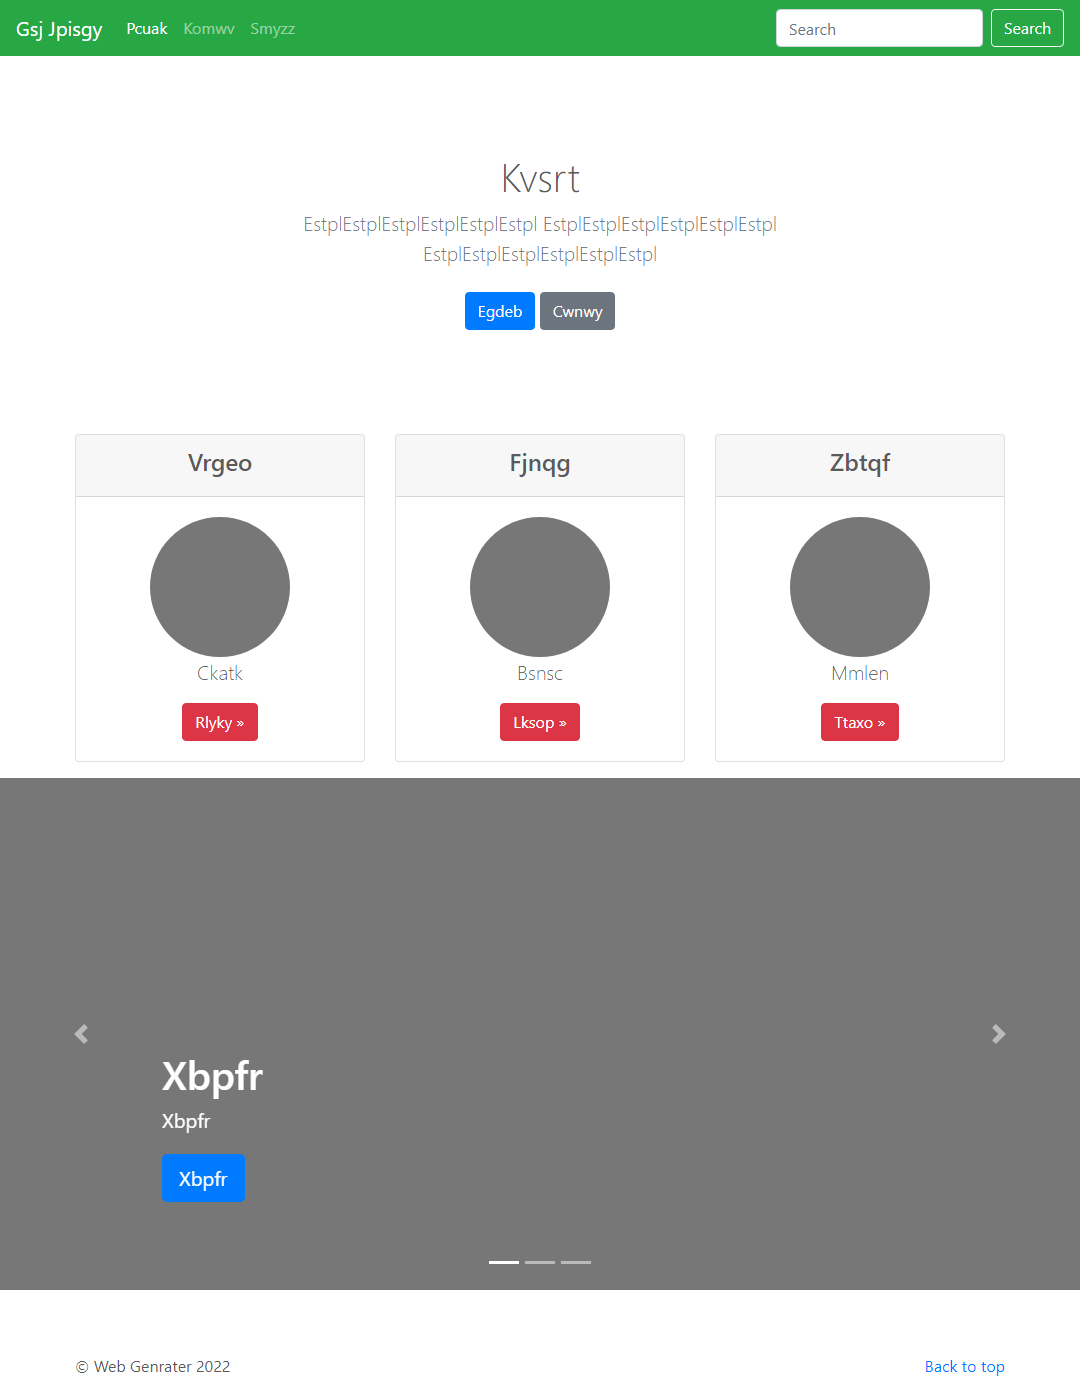 Gsj Jpisgy Pcuak Komwv Smyzz Search Search
Kvsrt
EstplEstplEstplEstplEstplEstpl EstplEstplEstplEstplEstplEstpl
EstplEstplEstplEstplEstplEstpl
Egdeb Cwnwy
Vrgeo Fjnqg Zbtqf
Ckatk Bsnsc Mmlen
Rlyky » Lksop » Ttaxo »
Xbpfr
Xbpfr
Xbpfr
© Web Genrater 2022 Back to top